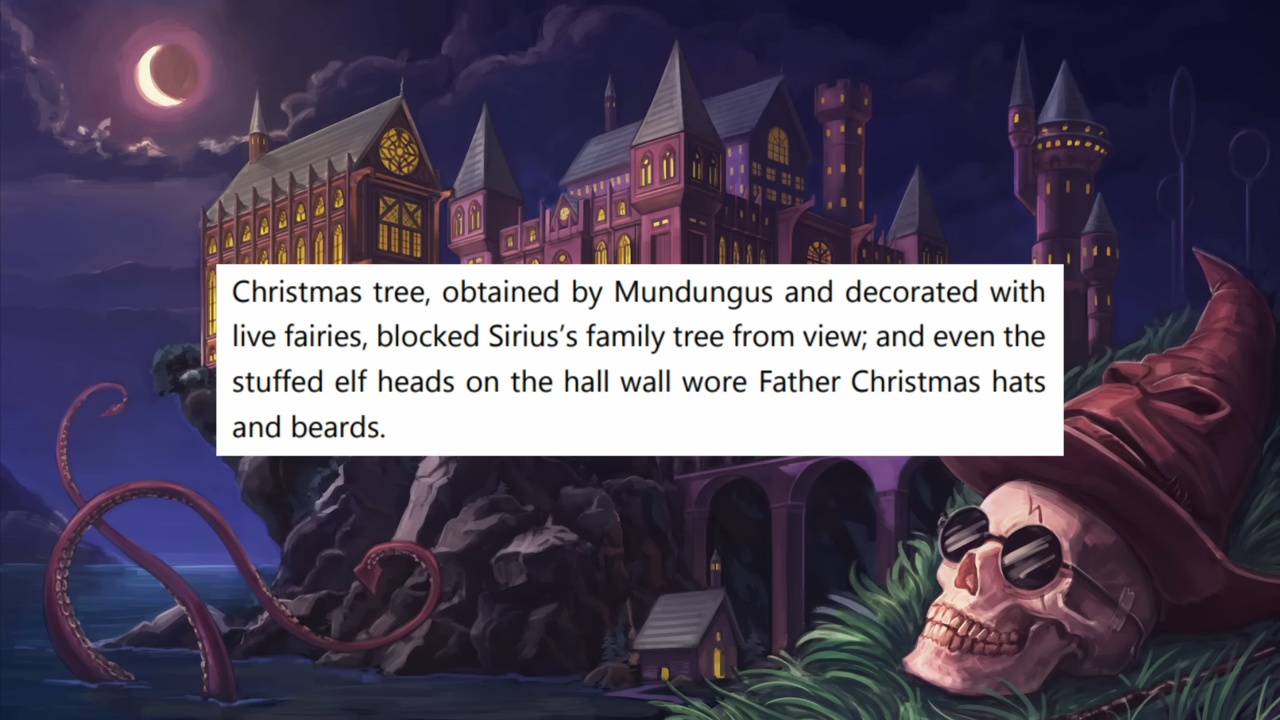 Christmas tree, obtained by Mundungus and decorated with
live fairies, blocked Sirius’s family tree from view; and even the
stuffed elf heads on the hall wall wore Father Christmas hats
and beards.